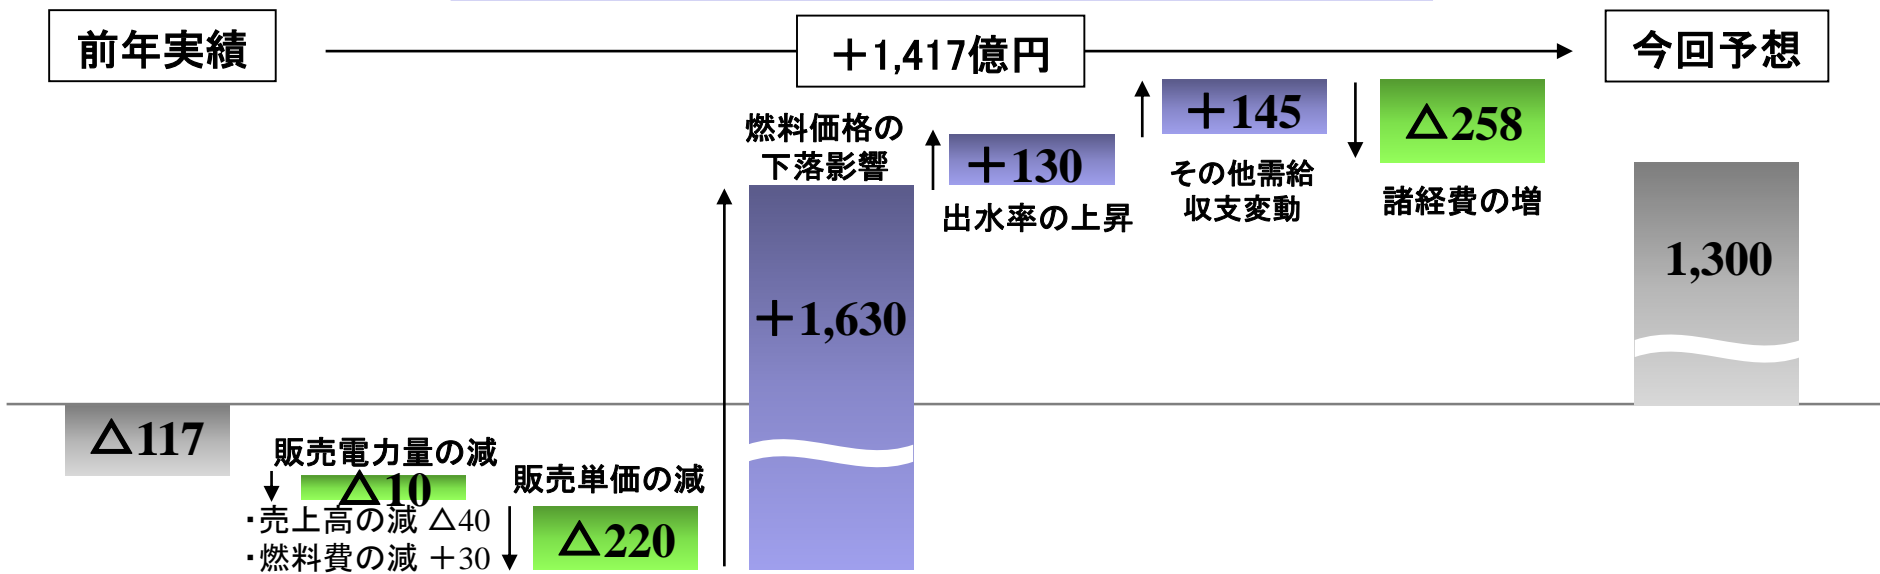 前年実績
＋1,417億円
今回予想
△117
販売電力量の減
△10
・売上高の減 △40
・燃料費の減 ＋30
販売単価の減
△220
燃料価格の
下落影響
＋1,630
＋130
出水率の上昇
＋145
その他需給
収支変動
△258
諸経費の増
1,300